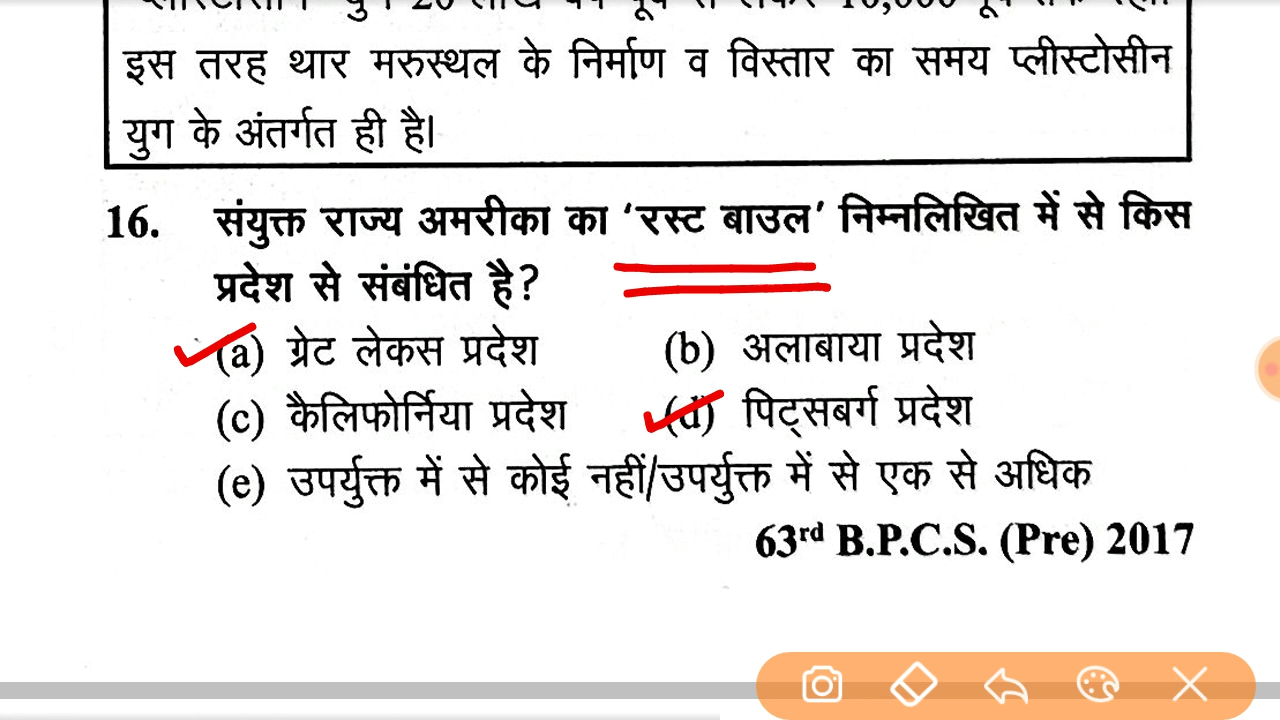 इस तरह थार मरुस्थल के निर्माण व विस्तार का समय प्लीस्टोसीन
युग के अंतर्गत ही है।
16. संयुक्त राज्य अमरीका का ‘रस्ट बाउल’ निम्नलिखित में से किस
प्रदेश से संबंधित है?
(a) ग्रेट लेकस प्रदेश (b) अलाबाया प्रदेश
(c) कैलिफोर्निया प्रदेश (d) पिट्सबर्ग प्रदेश
(e) उपर्युक्त में से कोई नहीं/उपर्युक्त में से एक से अधिक
63rd B.P.C.S. (Pre) 2017